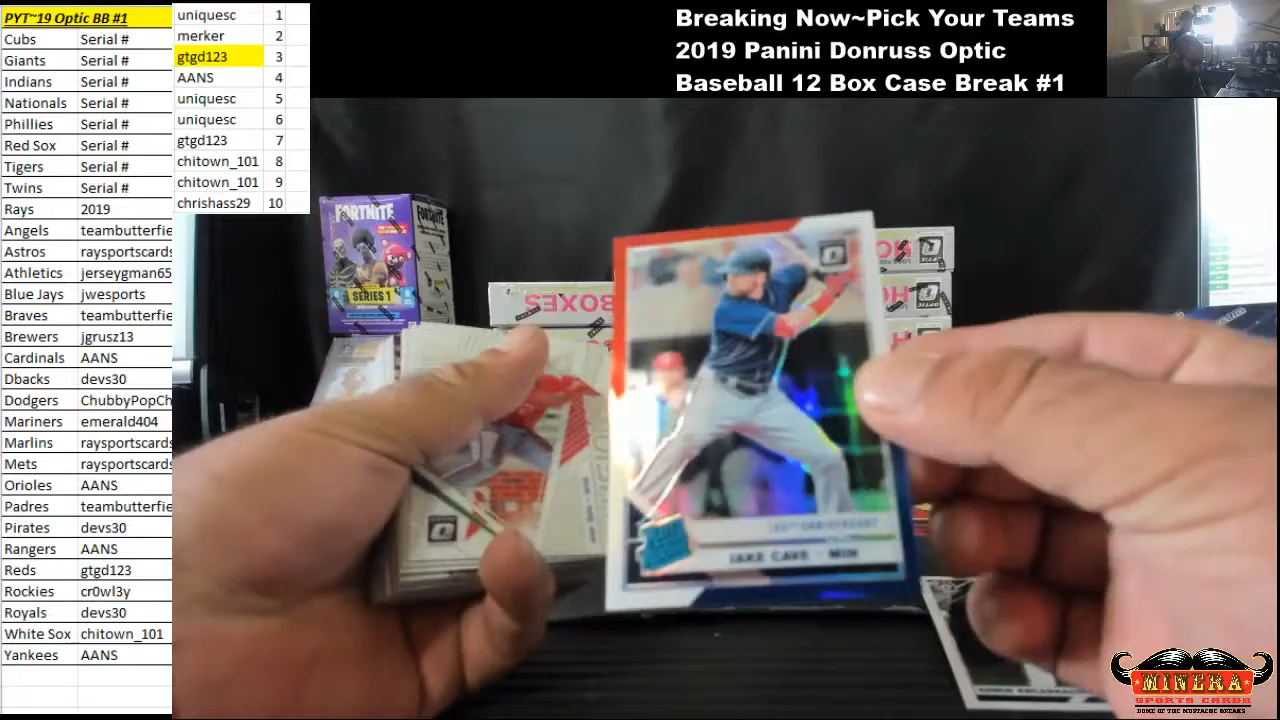 PYT~19 Optic BB #1
Cubs Serial #
Giants Serial #
Indians Serial #
Nationals Serial #
Phillies Serial #
Red Sox Serial #
Tigers Serial #
Twins Serial #
Rays 2019
Angels teambutterfie
Astros raysportscards
Athletics jerseygman65
Blue Jays jwesports
Braves teambutterfie
Brewers jgrusz13
Cardinals AANS
Dbacks devs30
Dodgers ChubbyPopCh
Mariners emerald404
Marlins raysportscards
Mets raysportscards
Orioles AANS
Padres teambutterfie
Pirates devs30
Rangers AANS
Reds gtgd123
Rockies cr0wl3y
Royals devs30
White Sox chitown_101
Yankees AANS
uniquesc 1
merker 2
gtgd123 3
AANS 4
uniquesc 5
uniquesc 6
gtgd123 7
chitown_101 8
chitown_101 9
chrishass29 10
Breaking Now~Pick Your Teams
2019 Panini Donruss Optic
Baseball 12 Box Case Break #1
FORTNITE
SERIES 1
BOXES
JAKE CAVE · MIN
MINERA
SPORTS CARDS
HOME OF THE MUSTACHE BREAKS